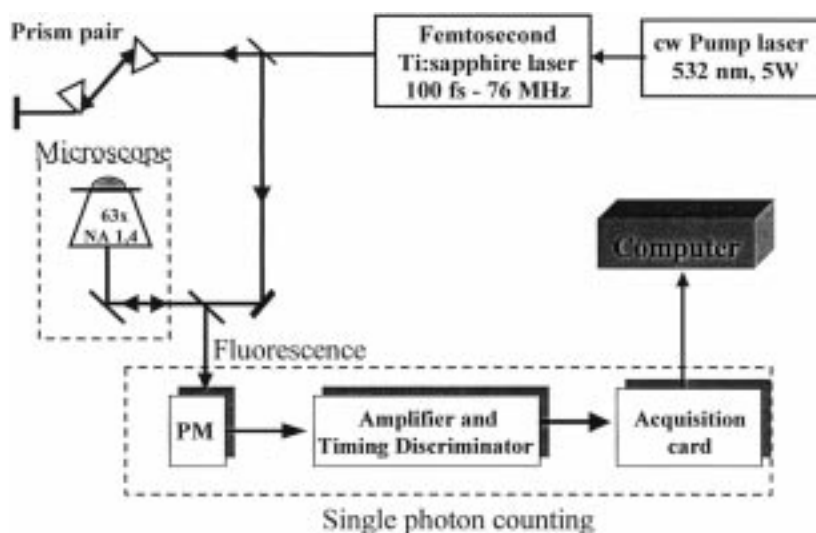 Prism pair
Femtosecond
Ti:sapphire laser
100 fs - 76 MHz
cw Pump laser
532 nm, 5W
Microscope
63x
NA 1,4
Computer
Fluorescence
PM
Amplifier and
Timing Discriminator
Acquisition
card
Single photon counting